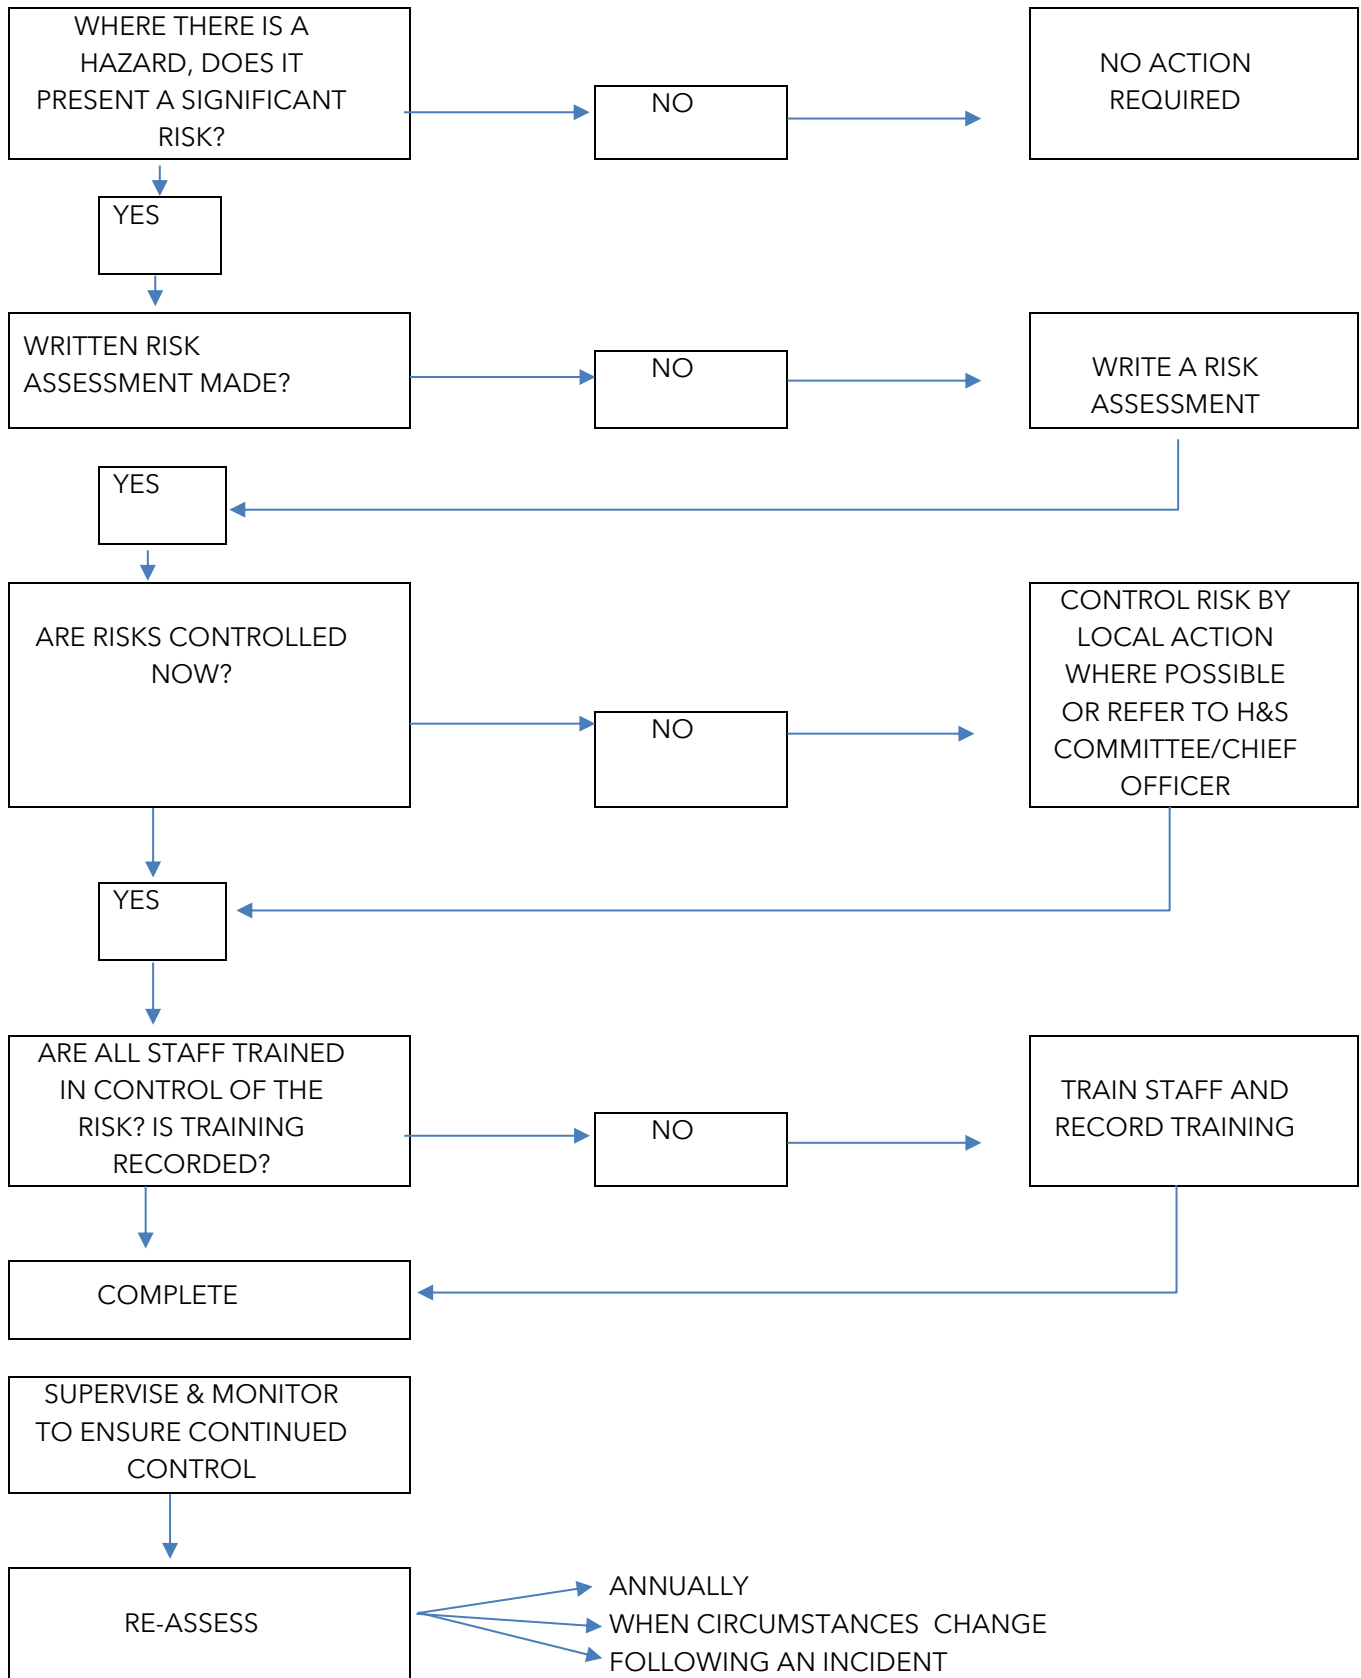 WHERE THERE IS A
HAZARD, DOES IT
PRESENT A SIGNIFICANT
RISK?
NO
NO ACTION
REQUIRED
YES
WRITTEN RISK
ASSESSMENT MADE?
NO
WRITE A RISK
ASSESSMENT
YES
ARE RISKS CONTROLLED
NOW?
NO
CONTROL RISK BY
LOCAL ACTION
WHERE POSSIBLE
OR REFER TO H&S
COMMITTEE/CHIEF
OFFICER
YES
ARE ALL STAFF TRAINED
IN CONTROL OF THE
RISK? IS TRAINING
RECORDED?
NO
TRAIN STAFF AND
RECORD TRAINING
COMPLETE
SUPERVISE & MONITOR
TO ENSURE CONTINUED
CONTROL
RE-ASSESS
ANNUALLY
WHEN CIRCUMSTANCES  CHANGE
FOLLOWING AN INCIDENT